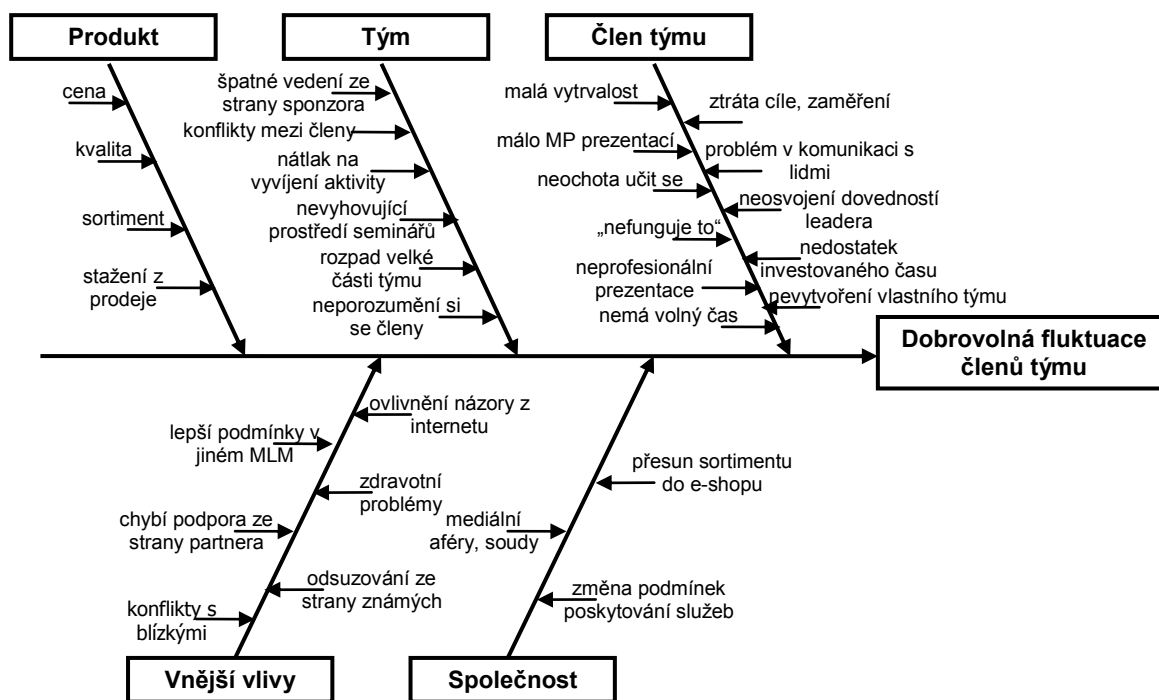 Produkt
Tým
Člen týmu
cena
kvalita
sortiment
stažení z
prodeje
špatné vedení ze
strany sponzora
konflikty mezi členy
nátlak na
vyvíjení aktivity
nevyhovující
prostředí seminářů
rozpad velké
části týmu
neporozumění si
se členy
malá vytrvalost
ztráta cíle, zaměření
málo MP prezentací
problém v komunikaci s
lidmi
neochota učit se
neosvojení dovedností
leadera
„nefunguje to“
nedostatek
investovaného času
neprofesionální
prezentace
nevytvoření vlastního týmu
nemá volný čas
Dobrovolná fluktuace
členů týmu
ovlivnění názory z
internetu
lepší podmínky v
jiném MLM
zdravotní
problémy
chybí podpora ze
strany partnera
odsuzování ze
strany známých
konflikty s
blízkými
přesun sortimentu
do e-shopu
mediální
aféry, soudy
změna podmínek
poskytování služeb
Vnější vlivy
Společnost